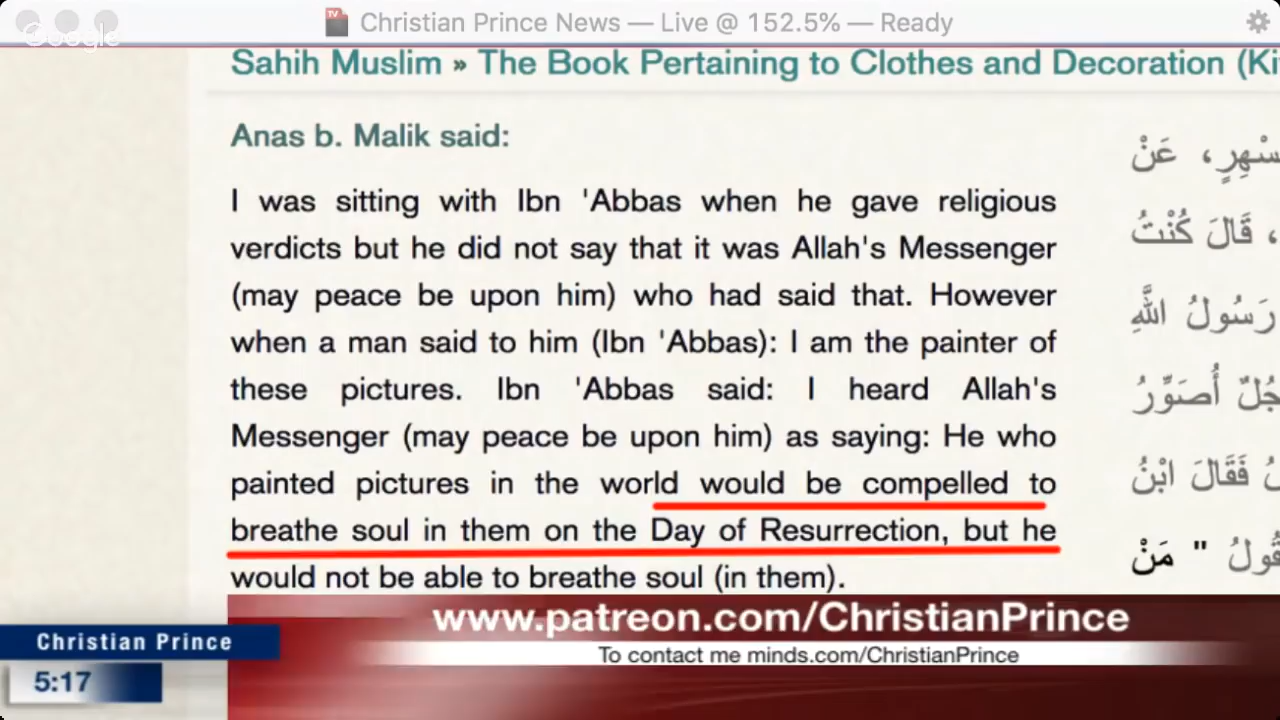 Christian Prince News — Live @ 152.5% — Ready
Google
Sahih Muslim » The Book Pertaining to Clothes and Decoration (Ki
Anas b. Malik said:
I was sitting with Ibn 'Abbas when he gave religious
verdicts but he did not say that it was Allah's Messenger
(may peace be upon him) who had said that. However
when a man said to him (Ibn 'Abbas): I am the painter of
these pictures. Ibn 'Abbas said: I heard Allah's
Messenger (may peace be upon him) as saying: He who
painted pictures in the world would be compelled to
breathe soul in them on the Day of Resurrection, but he
would not be able to breathe soul (in them).
عَنْ
، قَالَ كُنْتُ
رَسُولُ اللَّهِ
أُصَوِّرُ
فَقَالَ ابْنُ
" مَنْ
www.patreon.com/ChristianPrince
To contact me minds.com/ChristianPrince
Christian Prince
5:17